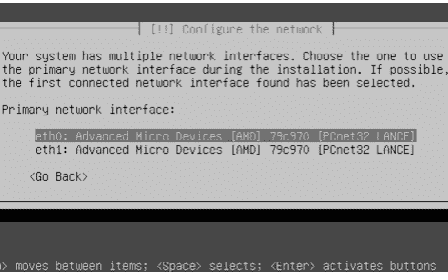 [!!] Configure the network
Your system has multiple network interfaces. Choose the one to use
the primary network interface during the installation. If possible,
the first connected network interface found has been selected.
Primary network interface:
eth0: Advanced Micro Devices [AMD] 79c970 [PCnet32 LANCE]
eth1: Advanced Micro Devices [AMD] 79c970 [PCnet32 LANCE]
<Go Back>
> moves between items; <Space> selects; <Enter> activates buttons